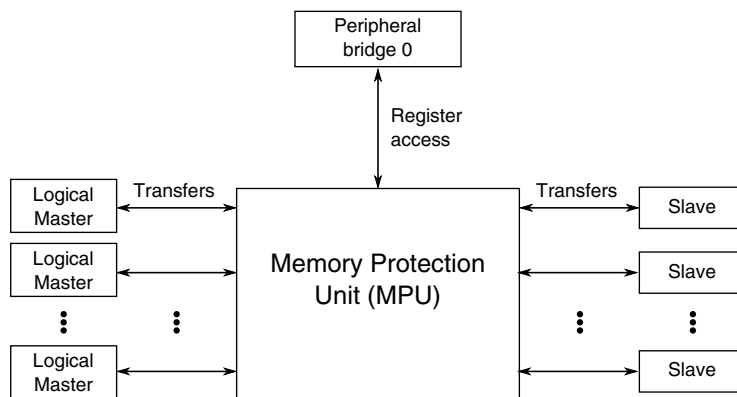 Peripheral
bridge 0
Register
access
Logical
Master
Transfers
Memory Protection
Unit (MPU)
Transfers
Slave
Logical
Master
Slave
Logical
Master
Slave